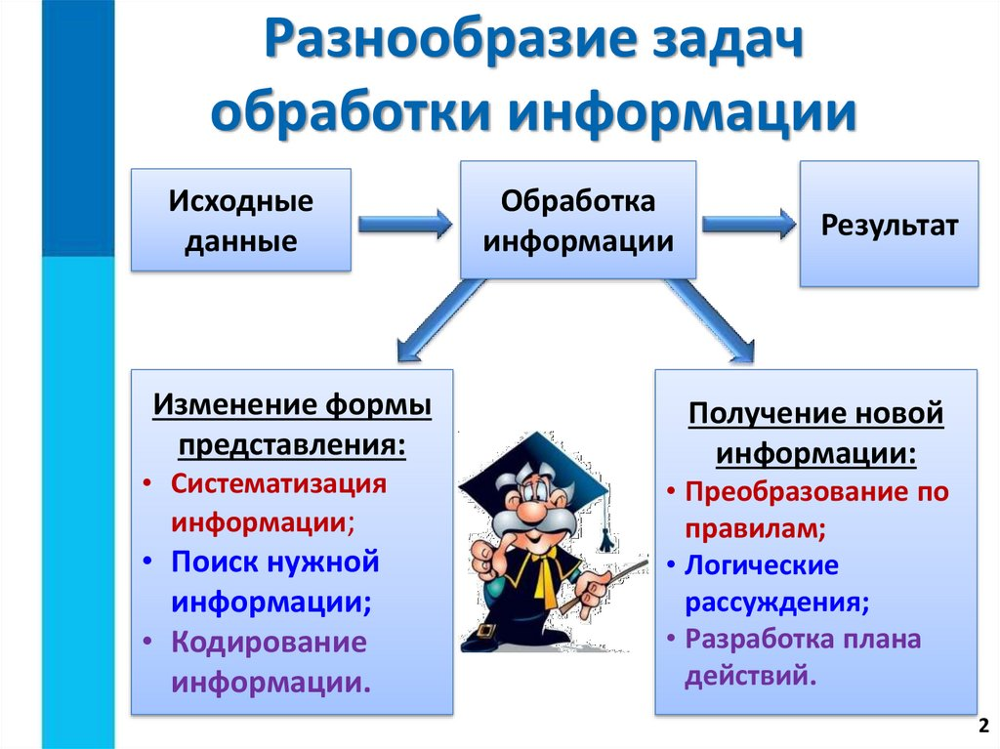 Разнообразие задач
обработки информации
Исходные
данные
Обработка
информации
Результат
Изменение формы
представления:
• Систематизация
информации;
• Поиск нужной
информации;
• Кодирование
информации.
Получение новой
информации:
• Преобразование по
правилам;
• Логические
рассуждения;
• Разработка плана
действий.
2